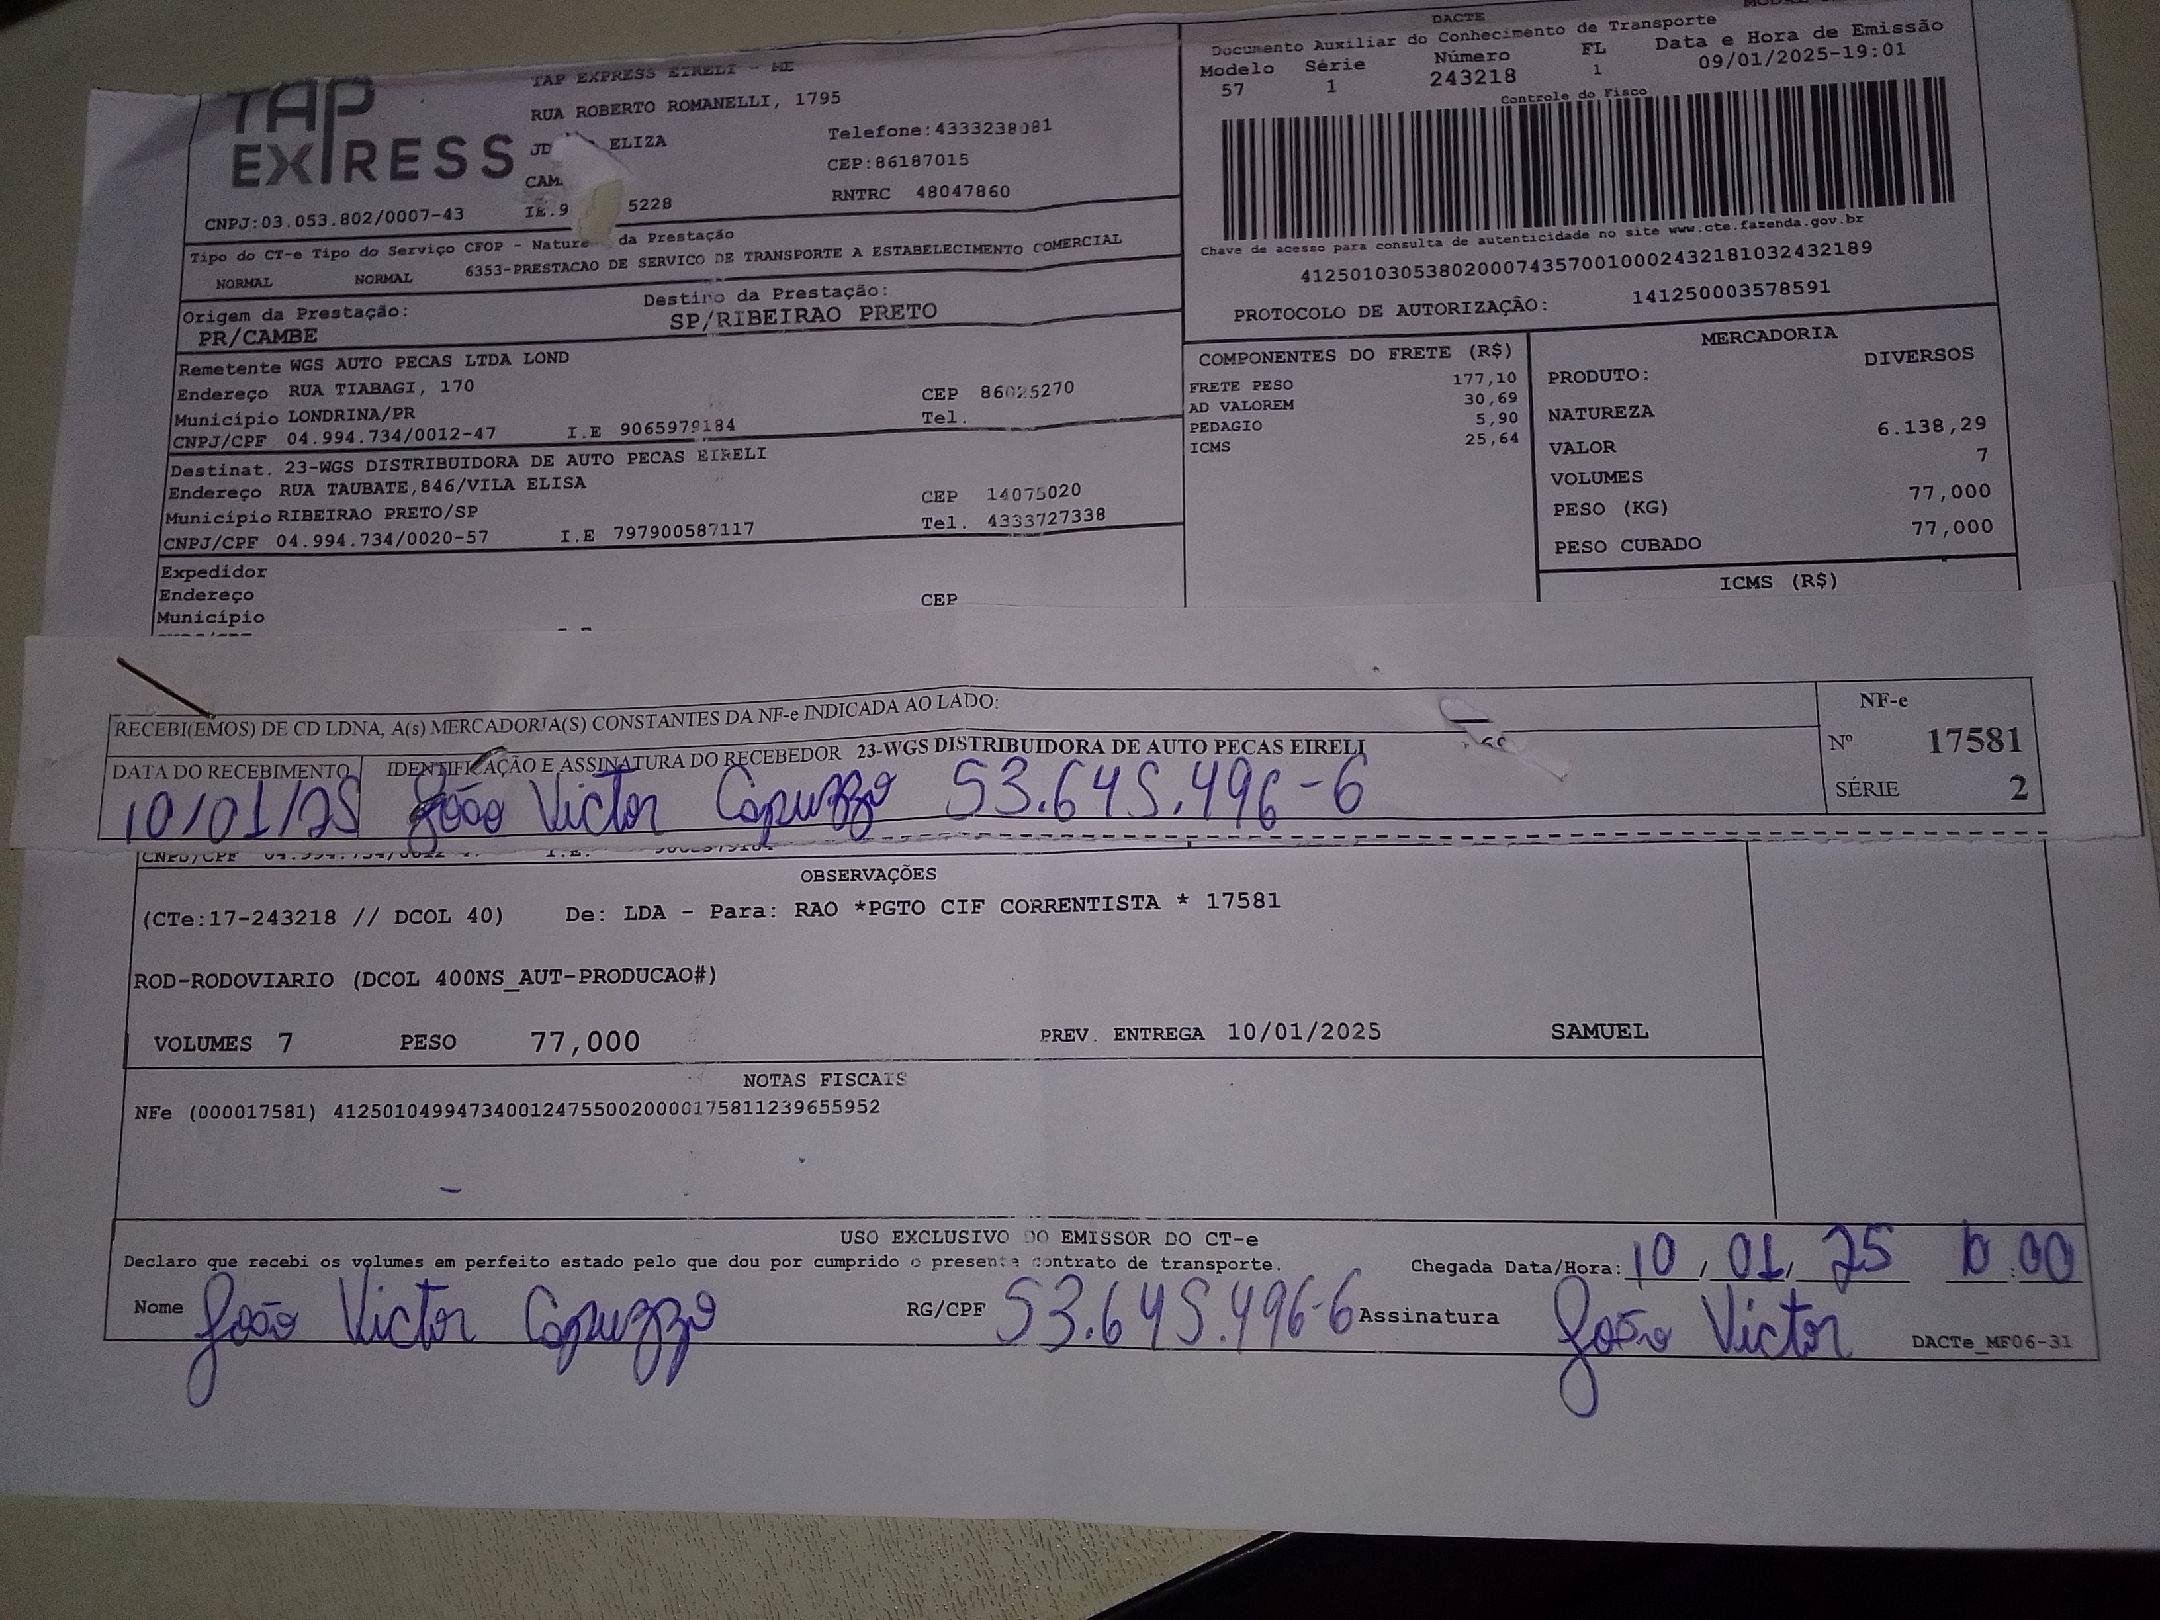 TAP EXPRESS
TAP EXPRESS EIRELI - ME
RUA ROBERTO ROMANELLI, 1795
JD ELIZA Telefone:4333238081
CEP:86187015
CNPJ:03.053.802/0007-43 5228 RNTRC 48047860
Tipo do CT-e Tipo do Serviço CFOP - da Prestação
NORMAL NORMAL 6353-PRESTACAO DE SERVICO DE TRANSPORTE A ESTABELECIMENTO COMERCIAL
Origem da Prestação: Destino da Prestação:
PR/CAMBE SP/RIBEIRAO PRETO
Remetente WGS AUTO PECAS LTDA LOND
Endereço RUA TIABAGI, 170 CEP 86025270
Município LONDRINA/PR Tel.
CNPJ/CPF 04.994.734/0012-47 I.E 9065979184
Destinat. 23-WGS DISTRIBUIDORA DE AUTO PECAS EIRELI
Endereço RUA TAUBATE,846/VILA ELISA CEP 14075020
Município RIBEIRAO PRETO/SP Tel. 4333727338
CNPJ/CPF 04.994.734/0020-57 I.E 797900587117
Expedidor
Endereço CEP
Município
DACTE
Documento Auxiliar do Conhecimento de Transporte
Modelo Série Número FL Data e Hora de Emissão
57 1 243218 1 09/01/2025-19:01
Controle do Fisco
Chave de acesso para consulta de autenticidade no site www.cte.fazenda.gov.br
41250103053802000743570010002432181032432189
PROTOCOLO DE AUTORIZAÇÃO: 141250003578591
COMPONENTES DO FRETE (R$)
FRETE PESO 177,10
AD VALOREM 30,69
PEDAGIO 5,90
ICMS 25,64
MERCADORIA
PRODUTO: DIVERSOS
NATUREZA
VALOR 6.138,29
VOLUMES 7
PESO (KG) 77,000
PESO CUBADO 77,000
ICMS (R$)
RECEBI(EMOS) DE CD LDNA, A(s) MERCADORIA(S) CONSTANTES DA NF-e INDICADA AO LADO:
DATA DO RECEBIMENTO IDENTIFICAÇÃO E ASSINATURA DO RECEBEDOR 23-WGS DISTRIBUIDORA DE AUTO PECAS EIRELI
10/01/25 João Victor Capuzzo 53.645.496-6
NF-e
Nº 17581
SÉRIE 2
OBSERVAÇÕES
(CTe:17-243218 // DCOL 40) De: LDA - Para: RAO *PGTO CIF CORRENTISTA * 17581
ROD-RODOVIARIO (DCOL 400NS_AUT-PRODUCAO#)
VOLUMES 7 PESO 77,000 PREV. ENTREGA 10/01/2025 SAMUEL
NOTAS FISCAIS
NFe (000017581) 41250104994734001247550020000175811239655952
USO EXCLUSIVO DO EMISSOR DO CT-e
Declaro que recebi os volumes em perfeito estado pelo que dou por cumprido o presente contrato de transporte. Chegada Data/Hora: 10/01/25 :00
Nome João Victor Capuzzo RG/CPF 53.645.496-6 Assinatura João Victor DACTe_MF06-31